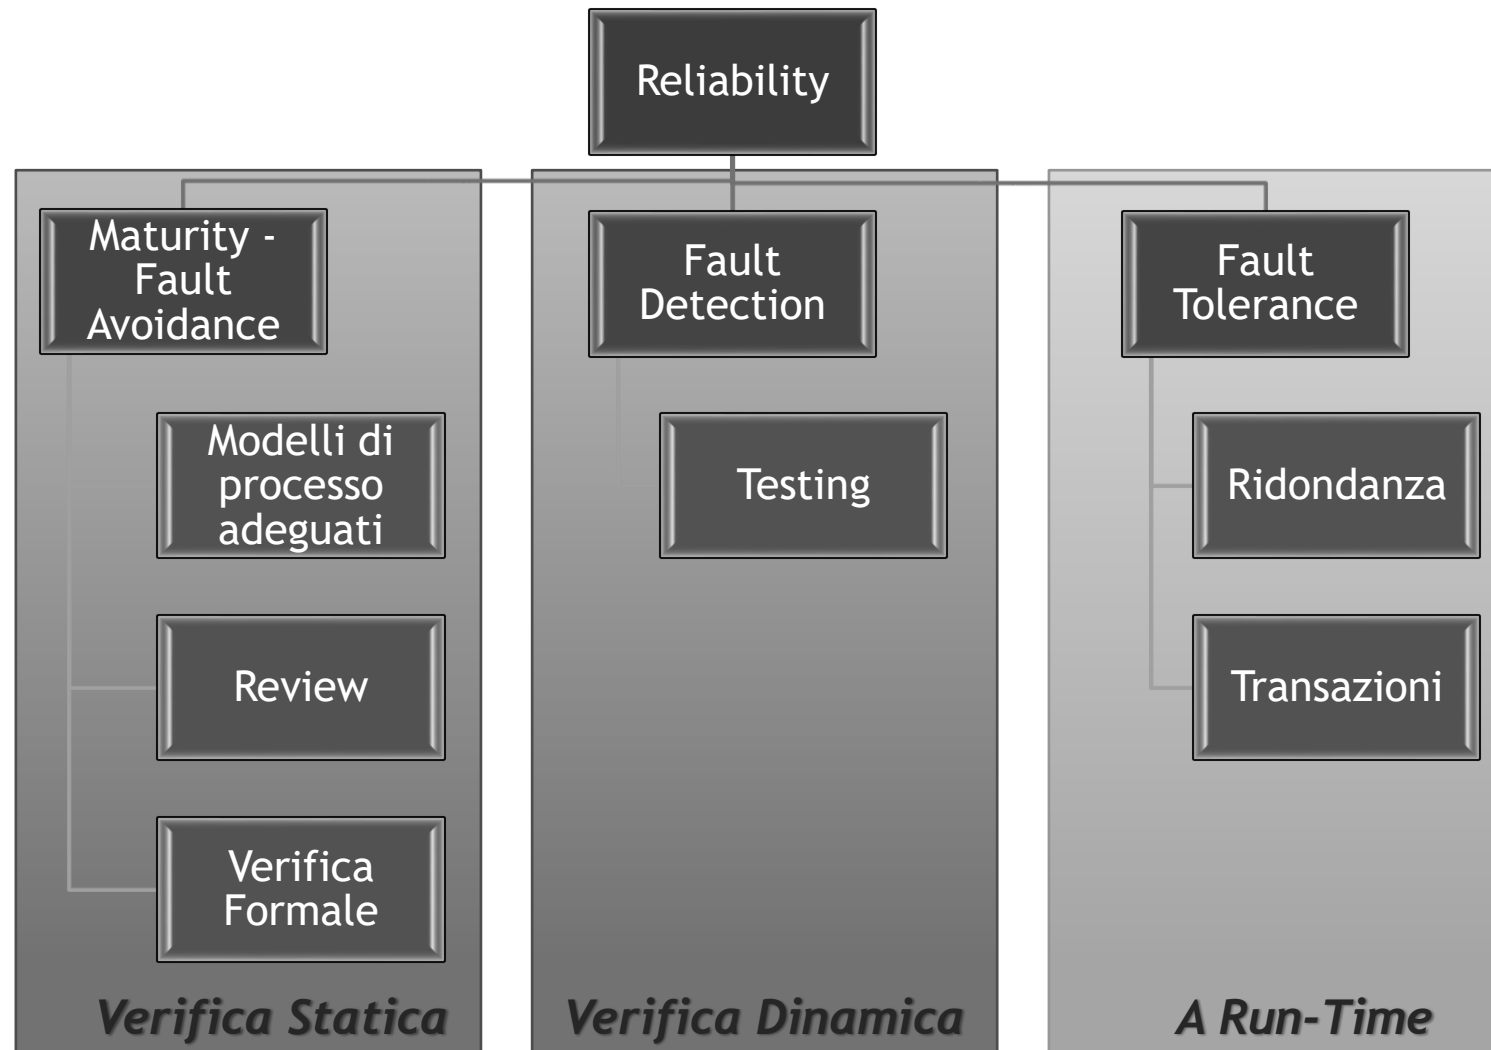 Reliability
Maturity -
Fault
Avoidance
Modelli di
processo
adeguati
Review
Verifica
Formale
Verifica Statica
Fault
Detection
Testing
Verifica Dinamica
Fault
Tolerance
Ridondanza
Transazioni
A Run-Time